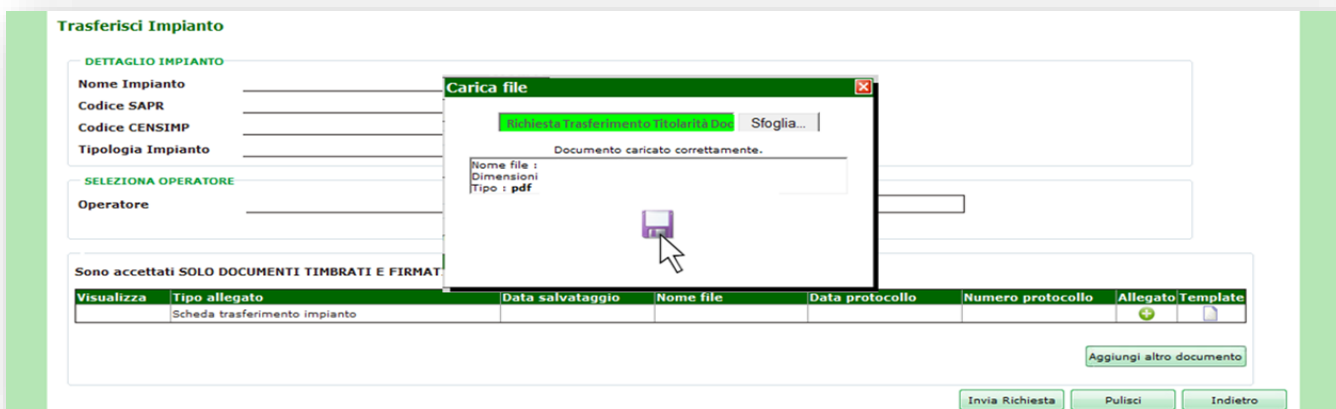 Trasferisci Impianto
DETTAGLIO IMPIANTO
Nome Impianto
Codice SAPR
Codice CENSIMP
Tipologia Impianto
SELEZIONA OPERATORE
Operatore
Carica file
Richiesta Trasferimento Titolarità Doc Sfoglia...
Documento caricato correttamente.
Nome file :
Dimensioni
Tipo : pdf
Sono accettati SOLO DOCUMENTI TIMBRATI E FIRMAT
Visualizza Tipo allegato Data salvataggio Nome file Data protocollo Numero protocollo Allegato Template
Scheda trasferimento impianto
Aggiungi altro documento
Invia Richiesta Pulisci Indietro